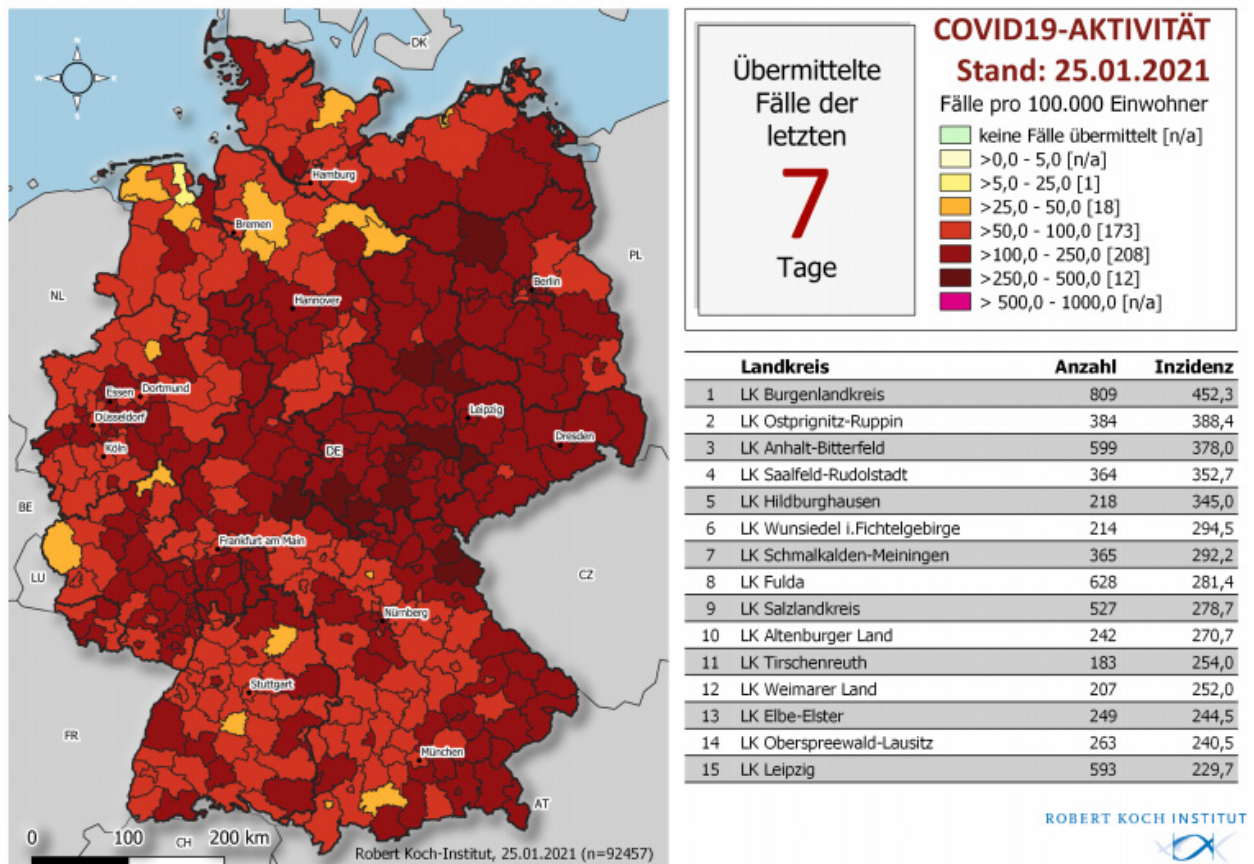 DK
Hamburg
Bremen
PL
NL
Berlin
Hannover
Essen
Dortmund
Düsseldorf
Leipzig
Köln
DE
Dresden
BE
Frankfurt am Main
LU
CZ
Nürnberg
Stuttgart
FR
München
AT
CH
0 100 200 km
Robert Koch-Institut, 25.01.2021 (n=92457)
Übermittelte
Fälle der
letzten
7
Tage
COVID19-AKTIVITÄT
Stand: 25.01.2021
Fälle pro 100.000 Einwohner
keine Fälle übermittelt [n/a]
>0,0 - 5,0 [n/a]
>5,0 - 25,0 [1]
>25,0 - 50,0 [18]
>50,0 - 100,0 [173]
>100,0 - 250,0 [208]
>250,0 - 500,0 [12]
> 500,0 - 1000,0 [n/a]
Landkreis Anzahl Inzidenz
1 LK Burgenlandkreis 809 452,3
2 LK Ostprignitz-Ruppin 384 388,4
3 LK Anhalt-Bitterfeld 599 378,0
4 LK Saalfeld-Rudolstadt 364 352,7
5 LK Hildburghausen 218 345,0
6 LK Wunsiedel i.Fichtelgebirge 214 294,5
7 LK Schmalkalden-Meiningen 365 292,2
8 LK Fulda 628 281,4
9 LK Salzlandkreis 527 278,7
10 LK Altenburger Land 242 270,7
11 LK Tirschenreuth 183 254,0
12 LK Weimarer Land 207 252,0
13 LK Elbe-Elster 249 244,5
14 LK Oberspreewald-Lausitz 263 240,5
15 LK Leipzig 593 229,7
ROBERT KOCH INSTITUT